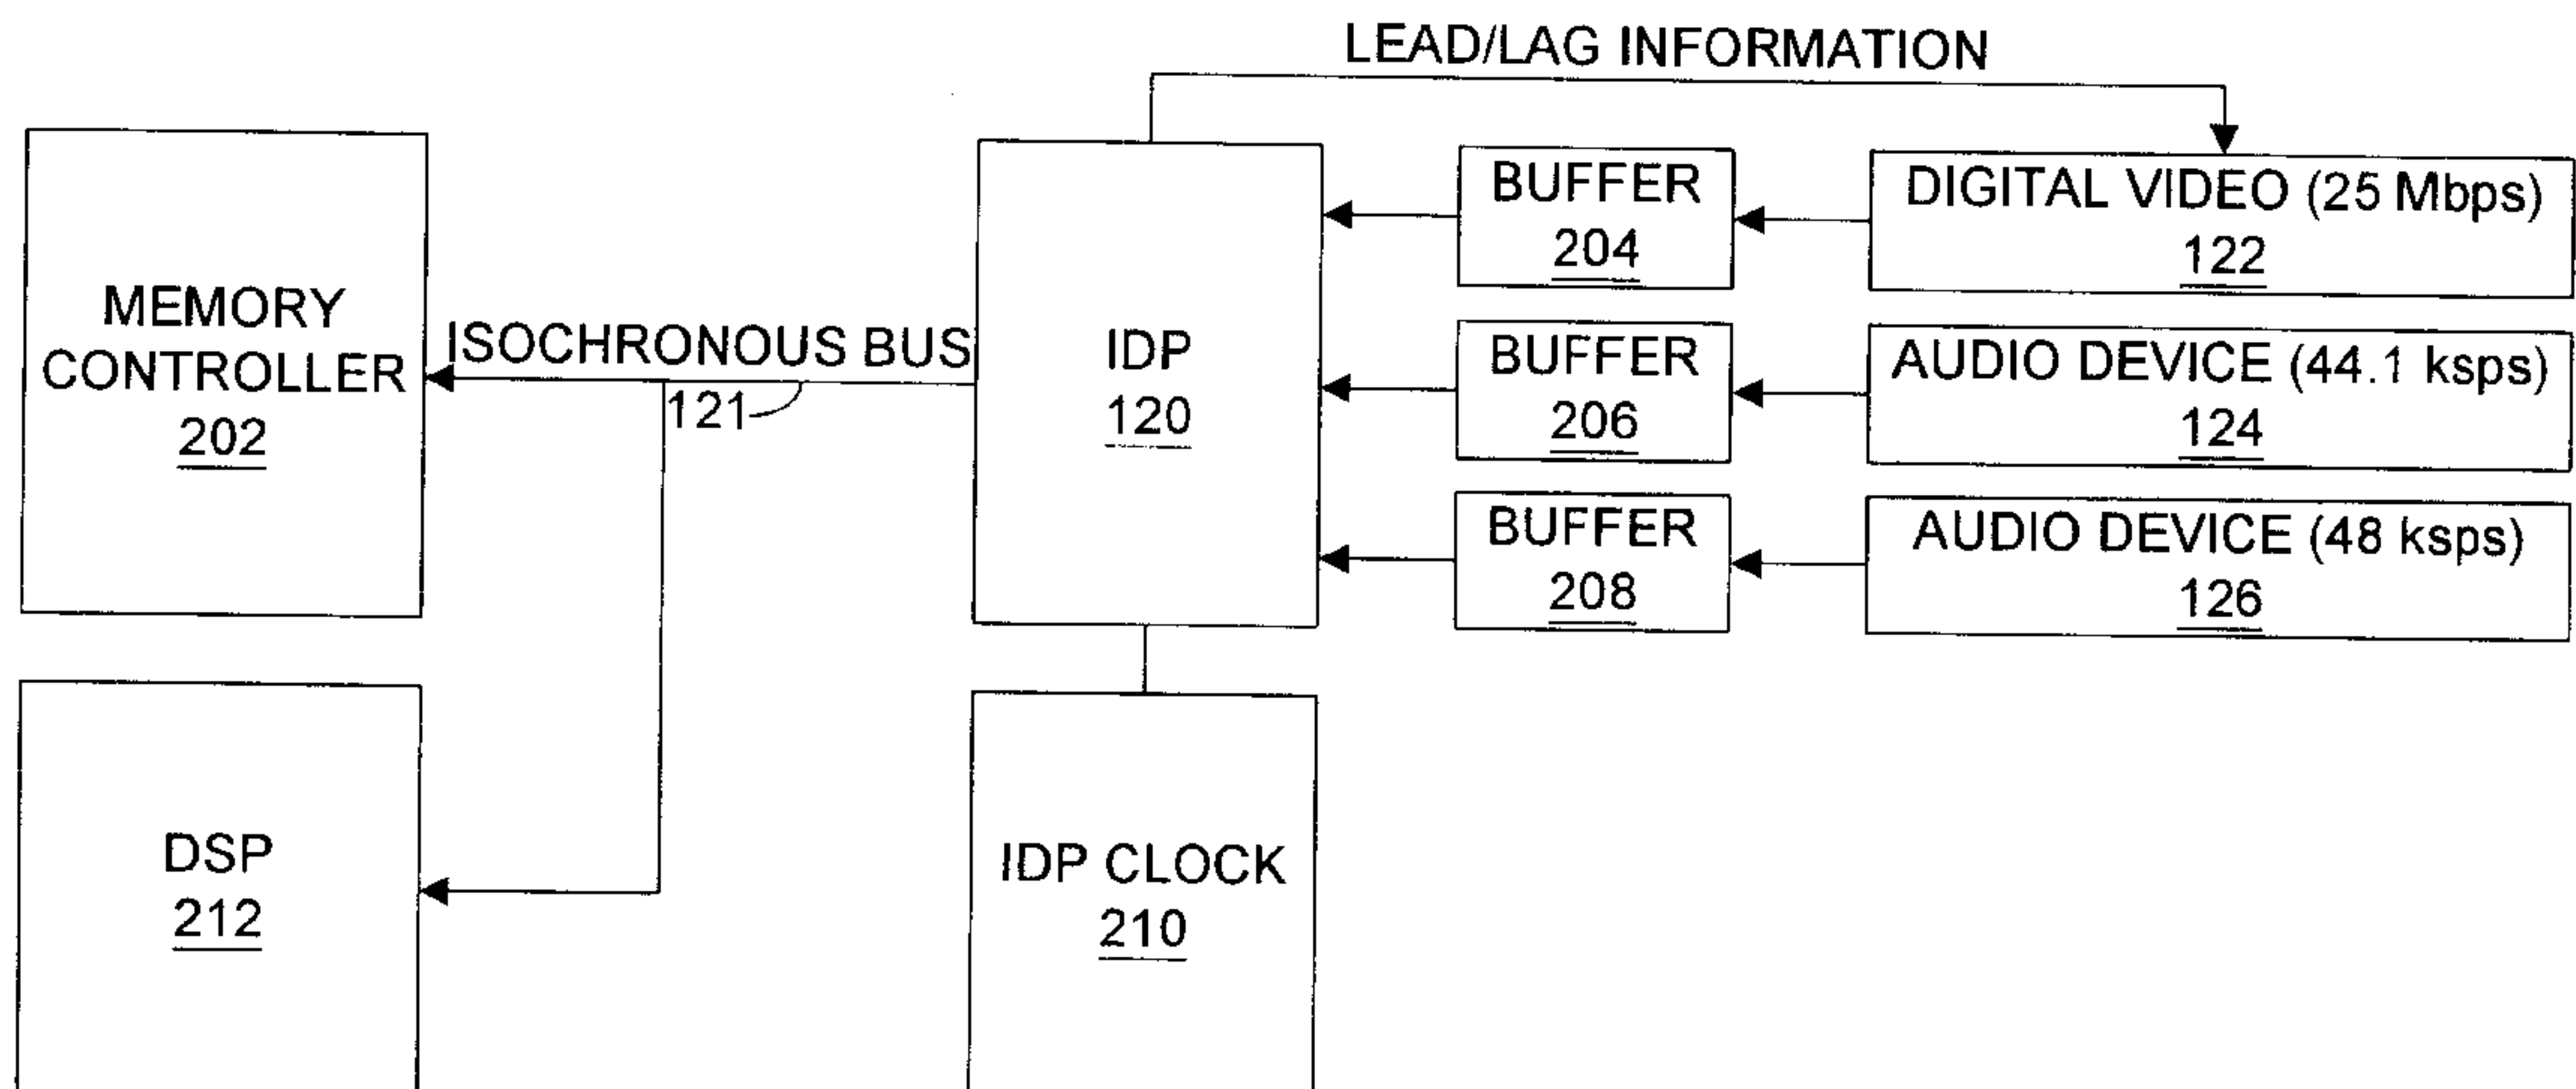 LEAD/LAG INFORMATION
MEMORY
CONTROLLER
202
ISOCHRONOUS BUS
121
IDP
120
BUFFER
204
DIGITAL VIDEO (25 Mbps)
122
BUFFER
206
AUDIO DEVICE (44.1 ksps)
124
BUFFER
208
AUDIO DEVICE (48 ksps)
126
DSP
212
IDP CLOCK
210